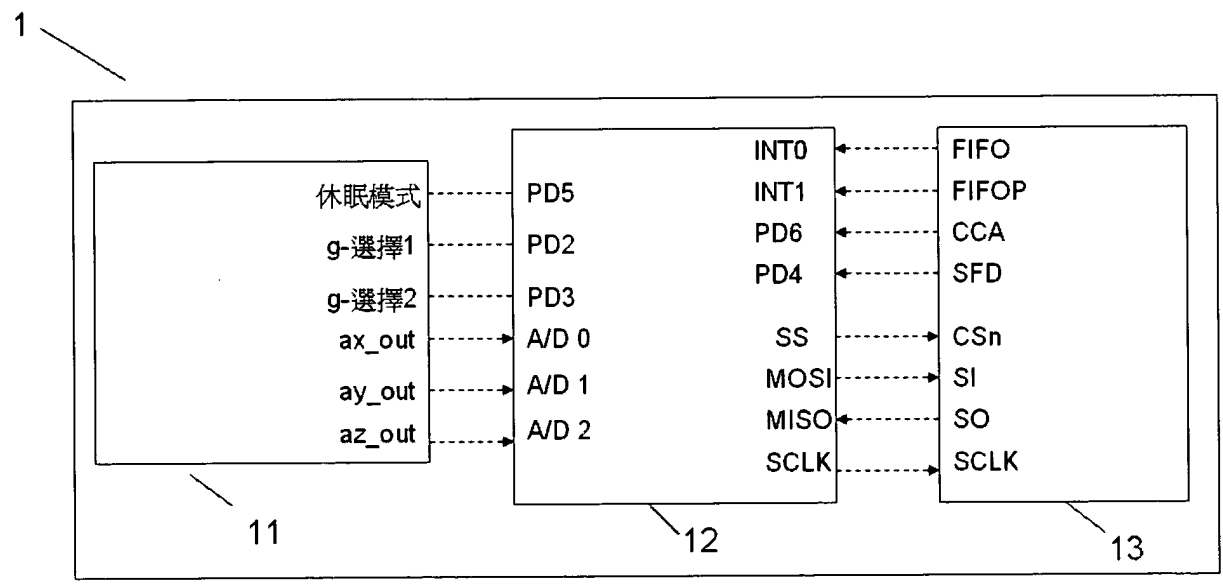 1
休眠模式
g-選擇1
g-選擇2
ax_out
ay_out
az_out
11
PD5
PD2
PD3
A/D 0
A/D 1
A/D 2
INT0
INT1
PD6
PD4
SS
MOSI
MISO
SCLK
12
FIFO
FIFOP
CCA
SFD
CSn
SI
SO
SCLK
13